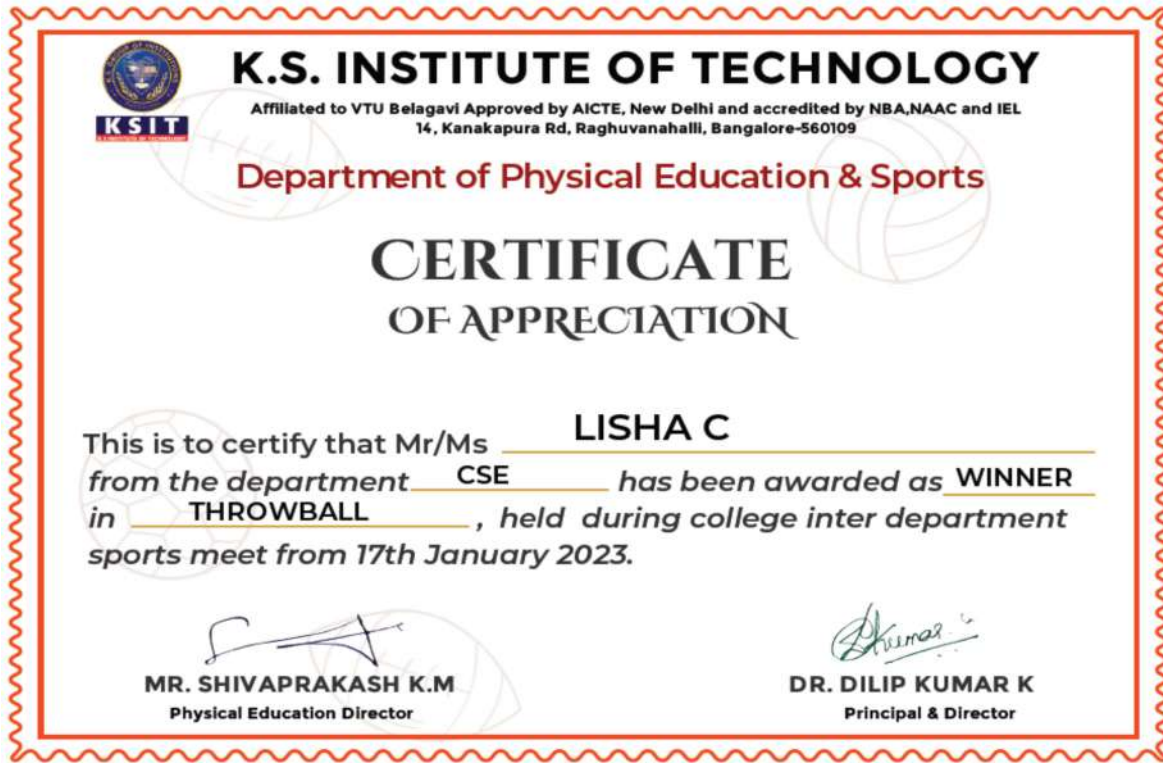 K.S. INSTITUTE OF TECHNOLOGY
Affiliated to VTU Belagavi Approved by AICTE, New Delhi and accredited by NBA,NAAC and IEL
14, Kanakapura Rd, Raghuvanahalli, Bangalore-560109
KSIT
Department of Physical Education & Sports
CERTIFICATE
OF APPRECIATION
This is to certify that Mr/Ms LISHA C
from the department CSE has been awarded as WINNER
in THROWBALL , held during college inter department
sports meet from 17th January 2023.
MR. SHIVAPRAKASH K.M
Physical Education Director
DR. DILIP KUMAR K
Principal & Director